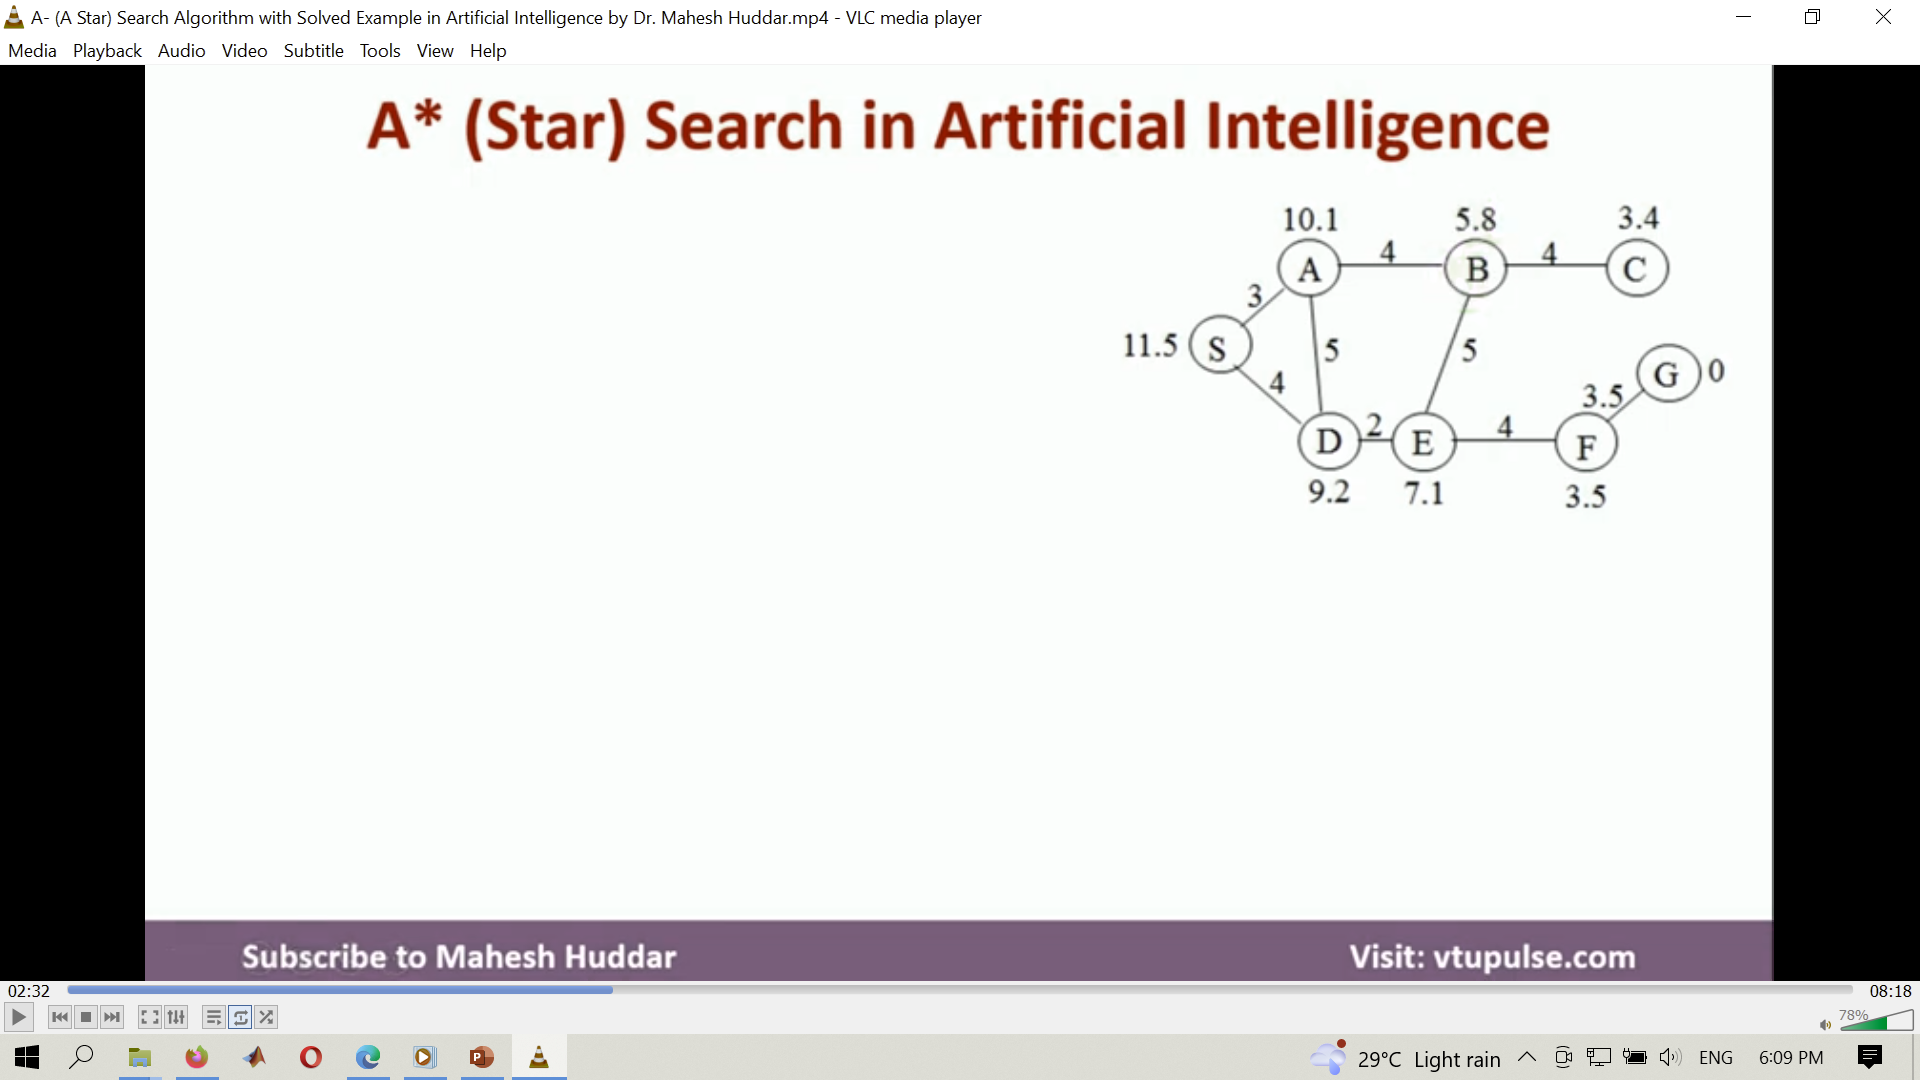 A- (A Star) Search Algorithm with Solved Example in Artificial Intelligence by Dr. Mahesh Huddar.mp4 - VLC media player
Media Playback Audio Video Subtitle Tools View Help
A* (Star) Search in Artificial Intelligence
10.1 5.8 3.4
A 4 B 4 C
3
11.5 S 5 5
4 G 0
3.5
D 2 E 4 F
9.2 7.1 3.5
Subscribe to Mahesh Huddar Visit: vtupulse.com
02:32 08:18
78%
29°C Light rain ENG 6:09 PM